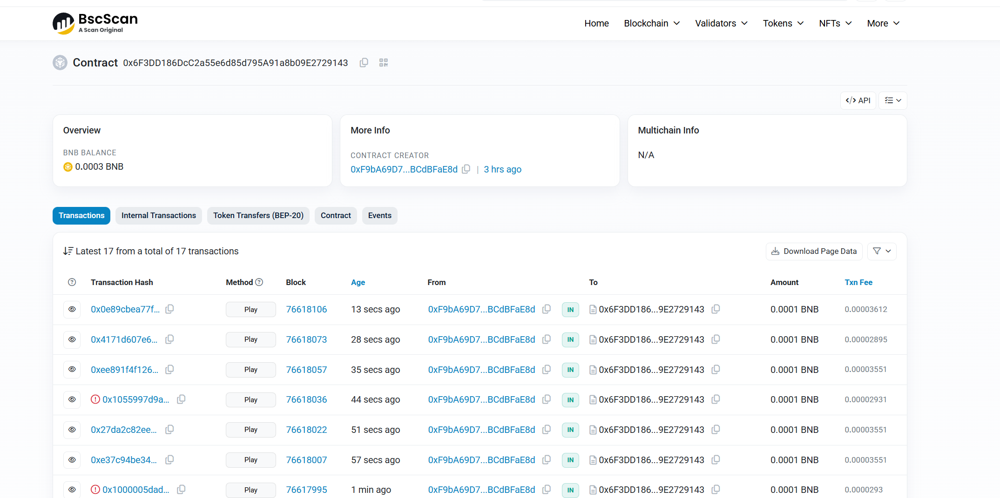 BscScan
A Scan Original
Home Blockchain Validators Tokens NFTs More
Contract 0x6F3DD186DcC2a55e6d85d795A91a8b09E2729143
</> API
Overview
BNB BALANCE
0.0003 BNB
More Info
CONTRACT CREATOR
0xF9bA69D7...BCdBFaE8d | 3 hrs ago
Multichain Info
N/A
Transactions Internal Transactions Token Transfers (BEP-20) Contract Events
Latest 17 from a total of 17 transactions
Download Page Data
Transaction Hash Method Block Age From To Amount Txn Fee
0x0e89cbea77f... Play 76618106 13 secs ago 0xF9bA69D7...BCdBFaE8d IN 0x6F3DD186...9E2729143 0.0001 BNB 0.00003612
0x4171d607e6... Play 76618073 28 secs ago 0xF9bA69D7...BCdBFaE8d IN 0x6F3DD186...9E2729143 0.0001 BNB 0.00002895
0xee891f4f126... Play 76618057 35 secs ago 0xF9bA69D7...BCdBFaE8d IN 0x6F3DD186...9E2729143 0.0001 BNB 0.00003551
0x1055997d9a... Play 76618036 44 secs ago 0xF9bA69D7...BCdBFaE8d IN 0x6F3DD186...9E2729143 0.0001 BNB 0.00002931
0x27da2c82ee... Play 76618022 51 secs ago 0xF9bA69D7...BCdBFaE8d IN 0x6F3DD186...9E2729143 0.0001 BNB 0.00003551
0xe37c94be34... Play 76618007 57 secs ago 0xF9bA69D7...BCdBFaE8d IN 0x6F3DD186...9E2729143 0.0001 BNB 0.00003551
0x1000005dad... Play 76617995 1 min ago 0xF9bA69D7...BCdBFaE8d IN 0x6F3DD186...9E2729143 0.0001 BNB 0.0000293